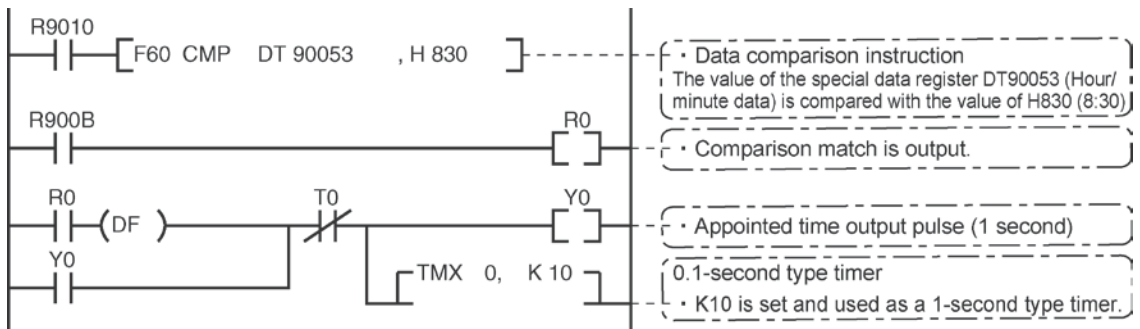 R9010
F60 CMP DT 90053 , H 830
· Data comparison instruction
The value of the special data register DT90053 (Hour/
minute data) is compared with the value of H830 (8:30)
R900B
R0
· Comparison match is output.
R0
(DF )
T0
Y0
· Appointed time output pulse (1 second)
Y0
TMX 0, K 10
0.1-second type timer
· K10 is set and used as a 1-second type timer.